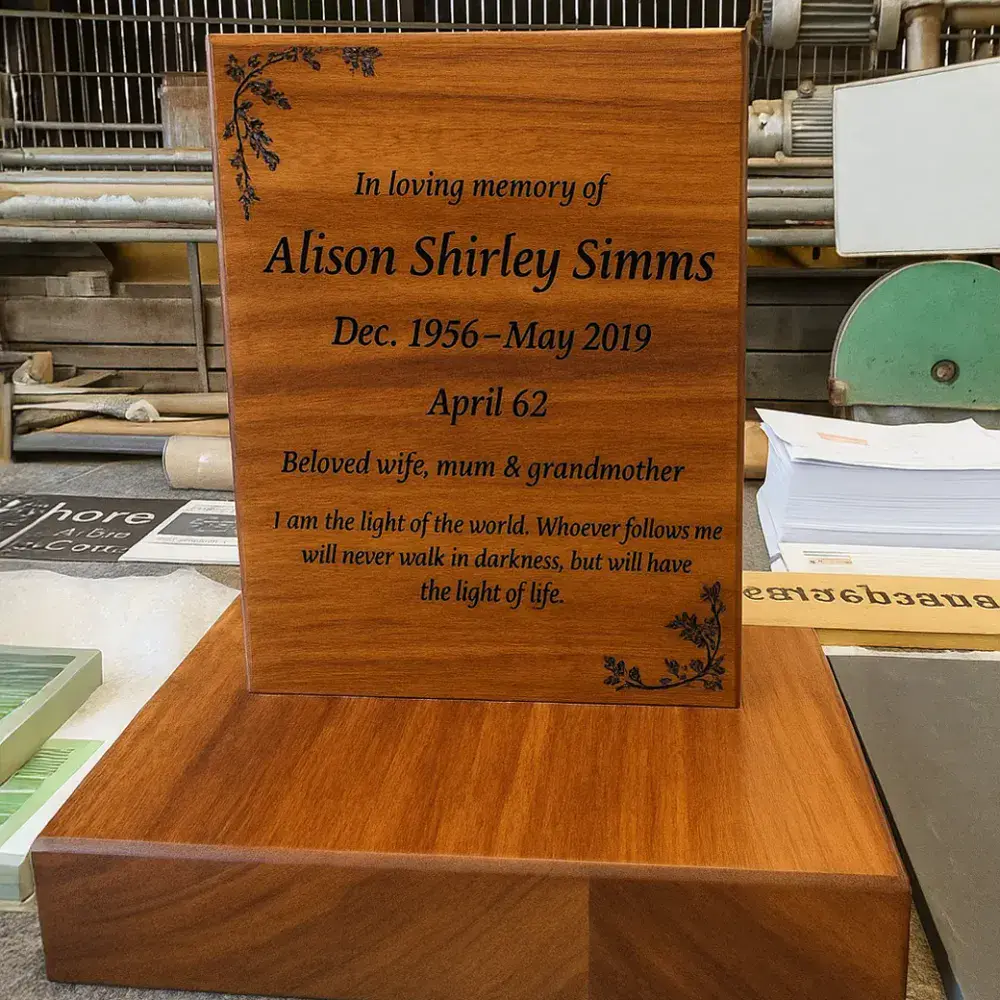 In loving memory of
Alison Shirley Simms
Dec. 1956–May 2019
April 62
Beloved wife, mum & grandmother
I am the light of the world. Whoever follows me
will never walk in darkness, but will have
the light of life.
hore